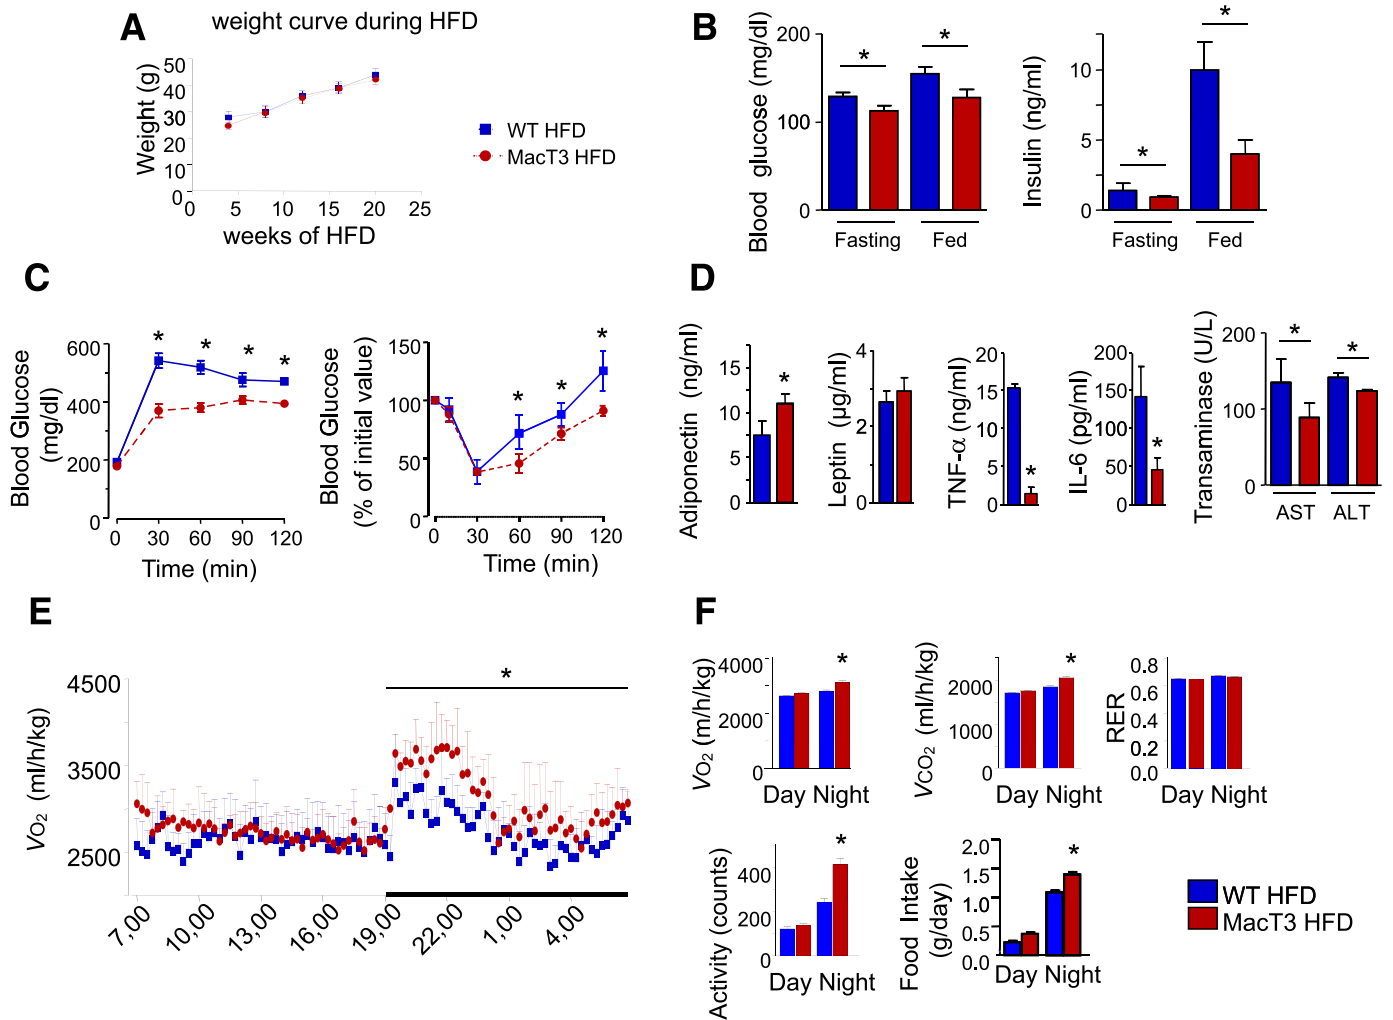 A
weight curve during HFD
Weight (g)
50
40
30
20
10
0
0 5 10 15 20 25
weeks of HFD
WT HFD
MacT3 HFD
B
Blood glucose (mg/dl)
200
100
0
*
*
Fasting Fed
Insulin (ng/ml)
10
5
0
*
*
Fasting Fed
C
Blood Glucose
(mg/dl)
600
400
200
0
* * * *
0 30 60 90 120
Time (min)
Blood Glucose
(% of initial value)
150
100
50
0
* * *
0 30 60 90 120
Time (min)
D
Adiponectin (ng/ml)
15
10
5
0
*
Leptin (µg/ml)
4
2
0
TNF-α (ng/ml)
20
15
10
5
0
*
IL-6 (pg/ml)
200
150
100
50
0
*
Transaminase (U/L)
200
100
0
* *
AST ALT
E
VO2 (ml/h/kg)
4500
3500
2500
*
7,00 10,00 13,00 16,00 19,00 22,00 1,00 4,00
F
VO2 (m/h/kg)
4000
2000
0
*
Day Night
VCO2 (ml/h/kg)
2000
1000
0
*
Day Night
RER
0.8
0.6
0.4
0.2
0.0
Day Night
Activity (counts)
400
200
0
*
Day Night
Food Intake
(g/day)
2.0
1.5
1.0
0.5
0.0
*
Day Night
WT HFD
MacT3 HFD